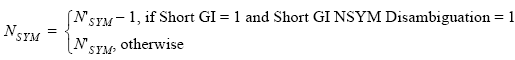 N_SYM = { N'_SYM – 1, if Short GI = 1 and Short GI NSYM Disambiguation = 1
N'_SYM, otherwise